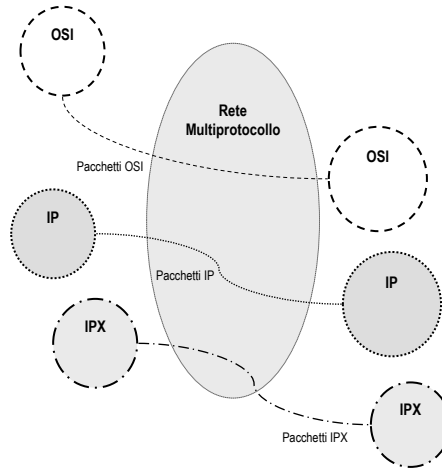 OSI
Rete
Multiprotocollo
OSI
Pacchetti OSI
IP
Pacchetti IP
IP
IPX
IPX
Pacchetti IPX